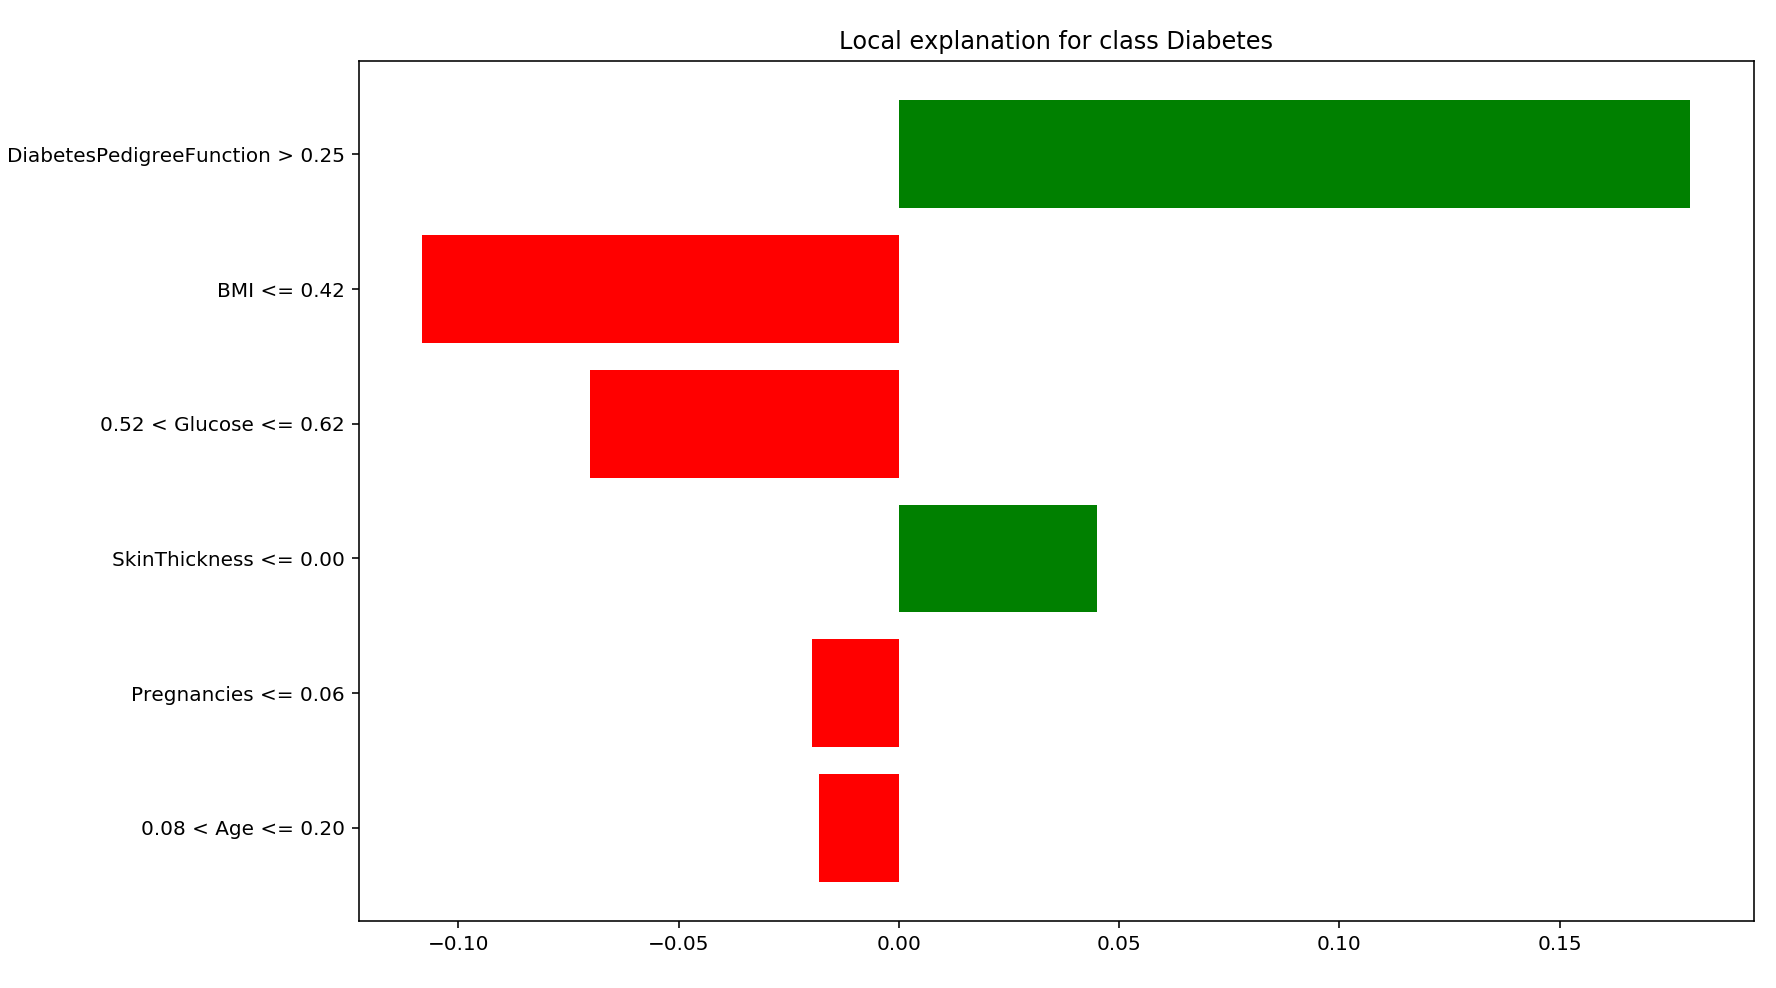 Local explanation for class Diabetes
DiabetesPedigreeFunction > 0.25
BMI <= 0.42
0.52 < Glucose <= 0.62
SkinThickness <= 0.00
Pregnancies <= 0.06
0.08 < Age <= 0.20
−0.10 −0.05 0.00 0.05 0.10 0.15